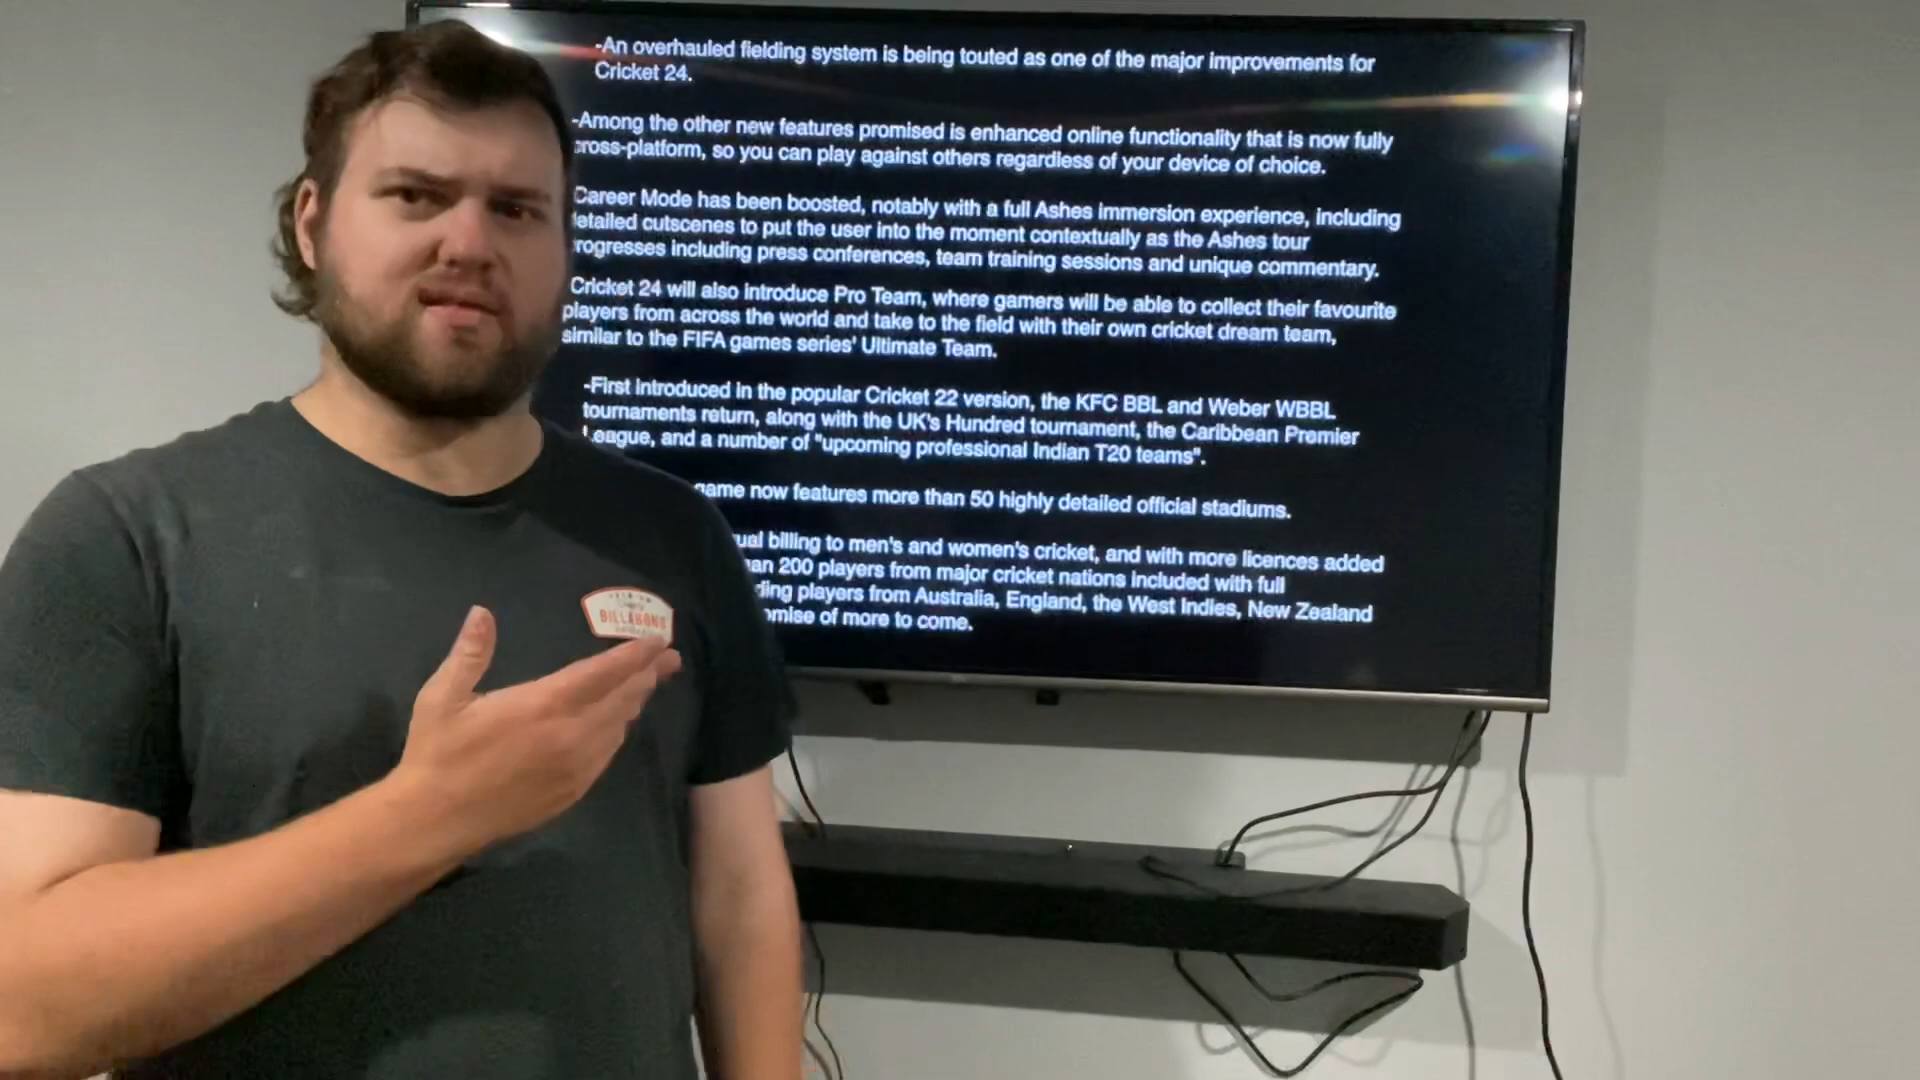 -An overhauled fielding system is being touted as one of the major improvements for
Cricket 24.
-Among the other new features promised is enhanced online functionality that is now fully
cross-platform, so you can play against others regardless of your device of choice.
Career Mode has been boosted, notably with a full Ashes immersion experience, including
detailed cutscenes to put the user into the moment contextually as the Ashes tour
rogresses including press conferences, team training sessions and unique commentary.
Cricket 24 will also introduce Pro Team, where gamers will be able to collect their favourite
players from across the world and take to the field with their own cricket dream team,
similar to the FIFA games series' Ultimate Team.
-First introduced in the popular Cricket 22 version, the KFC BBL and Weber WBBL
tournaments return, along with the UK's Hundred tournament, the Caribbean Premier
League, and a number of "upcoming professional Indian T20 teams".
game now features more than 50 highly detailed official stadiums.
ual billing to men's and women's cricket, and with more licences added
an 200 players from major cricket nations included with full
ding players from Australia, England, the West Indies, New Zealand
omise of more to come.
BILLABONG